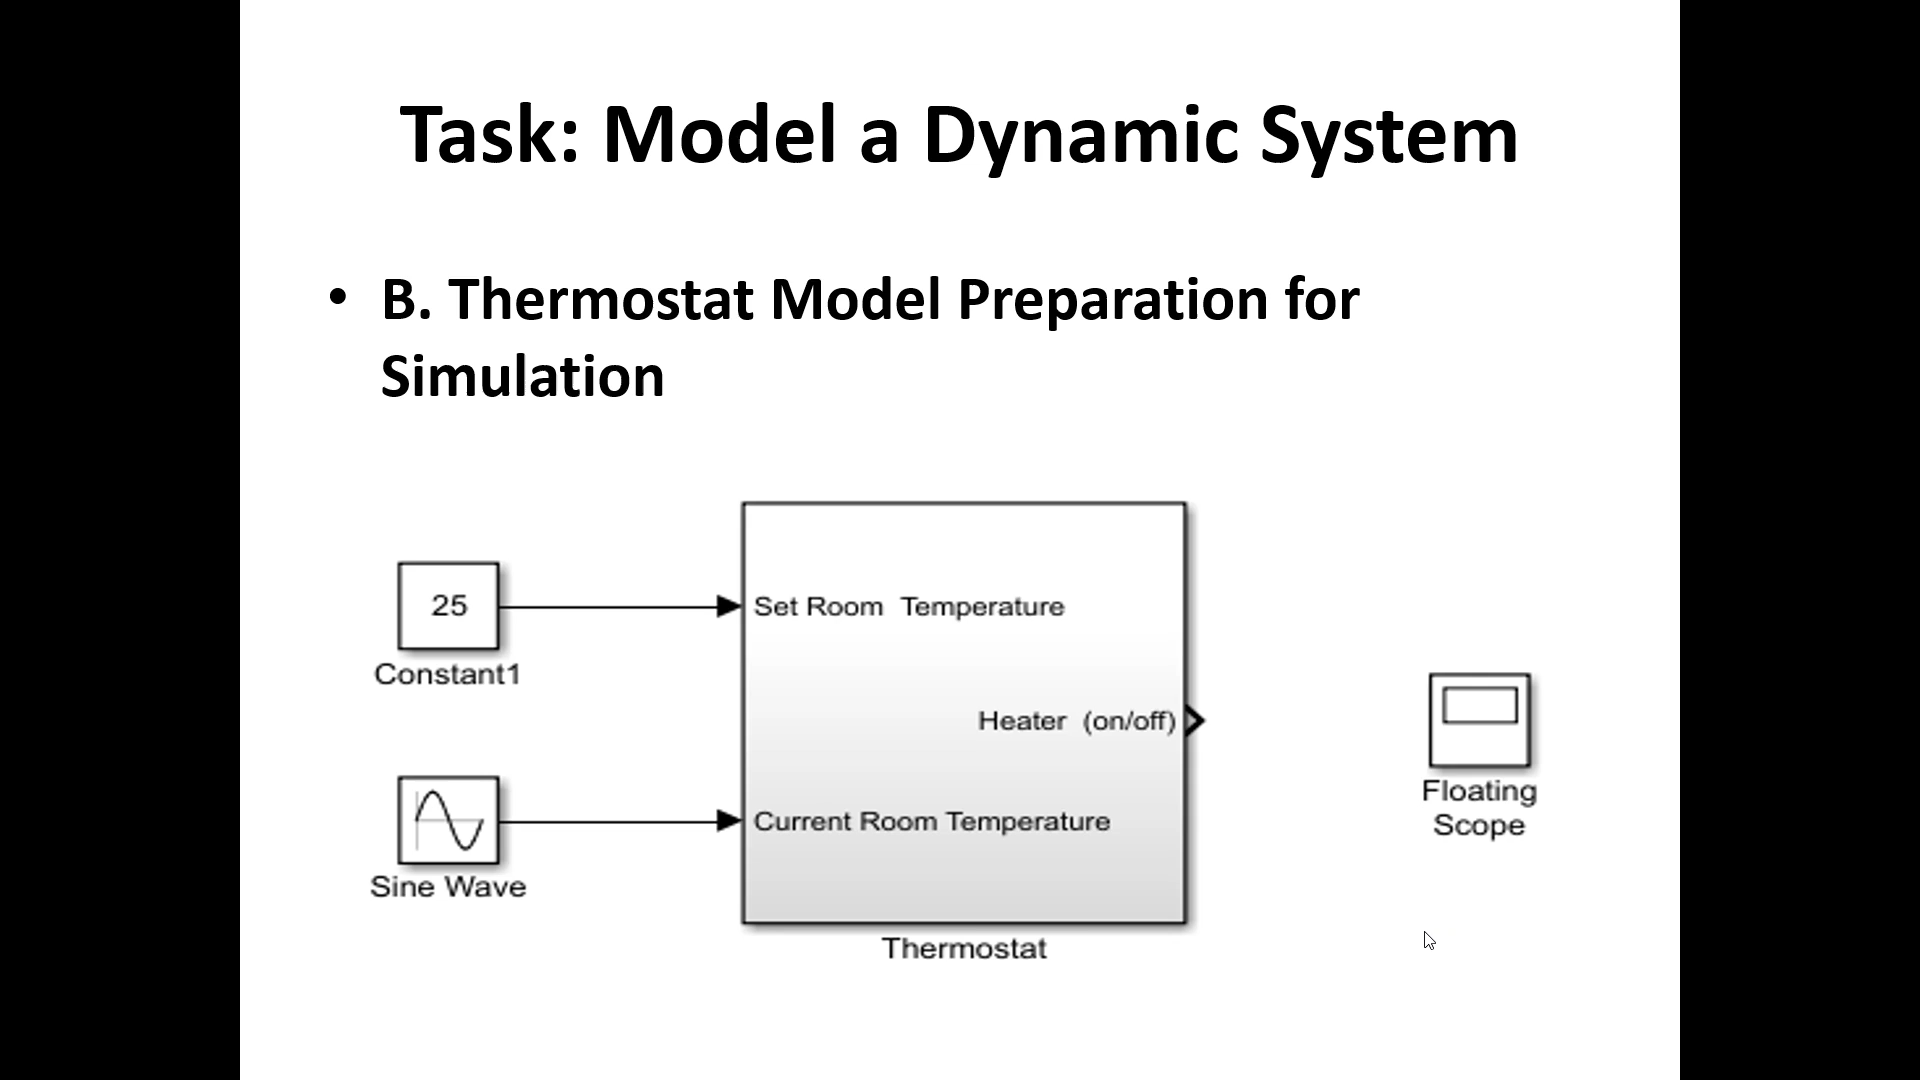 Task: Model a Dynamic System
• B. Thermostat Model Preparation for
Simulation
25
Constant1
Set Room Temperature
Heater (on/off)
Floating
Scope
Current Room Temperature
Sine Wave
Thermostat